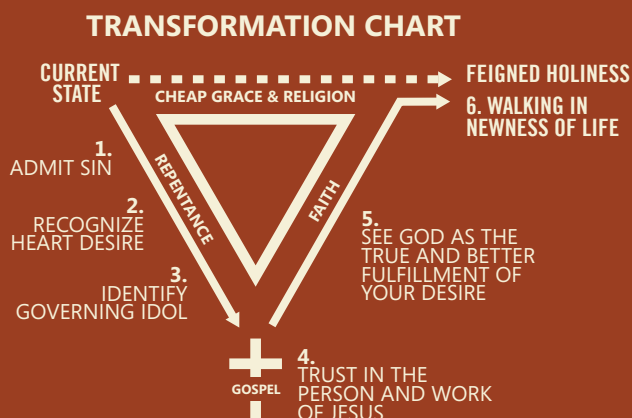 TRANSFORMATION CHART
CURRENT
STATE
CHEAP GRACE & RELIGION
FEIGNED HOLINESS
6. WALKING IN
NEWNESS OF LIFE
1.
ADMIT SIN
REPENTANCE
2.
RECOGNIZE
HEART DESIRE
3.
IDENTIFY
GOVERNING IDOL
GOSPEL
4.
TRUST IN THE
PERSON AND WORK
OF JESUS
FAITH
5.
SEE GOD AS THE
TRUE AND BETTER
FULFILLMENT OF
YOUR DESIRE